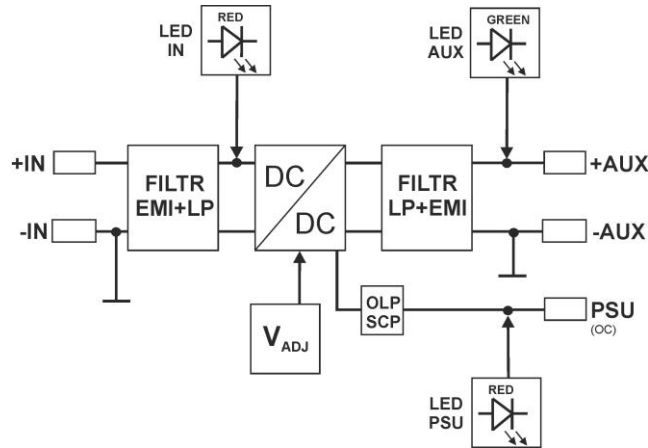 LED
IN
RED
LED
AUX
GREEN
+IN
FILTR
EMI+LP
DC
DC
FILTR
LP+EMI
+AUX
-IN
-AUX
VADJ
OLP
SCP
PSU
(OC)
LED
PSU
RED